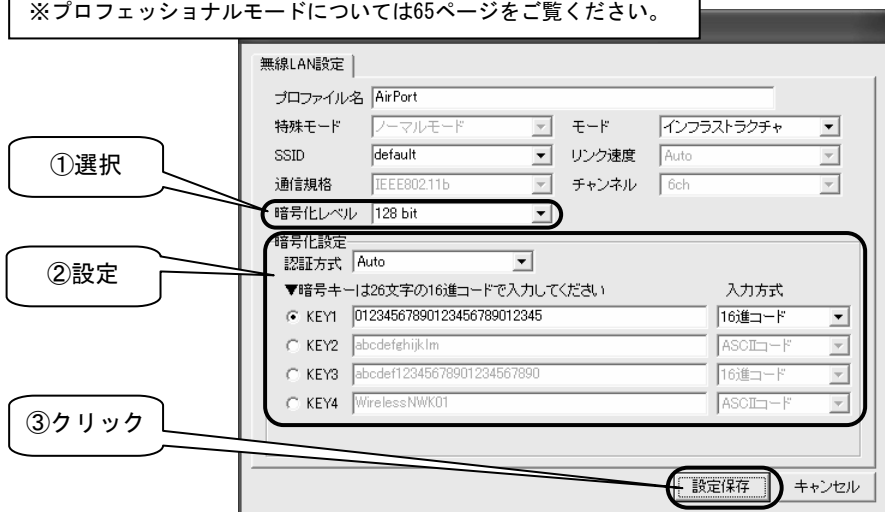 ※プロフェッショナルモードについては65ページをご覧ください。
無線LAN設定
プロファイル名 AirPort
特殊モード ノーマルモード モード インフラストラクチャ
SSID default リンク速度 Auto
①選択
通信規格 IEEE802.11b チャンネル 6ch
暗号化レベル 128 bit
暗号化設定
認証方式 Auto
②設定
▼暗号キーは26文字の16進コードで入力してください 入力方式
KEY1 01234567890123456789012345 16進コード
KEY2 abcdefghijklm ASCIIコード
KEY3 abcdef12345678901234567890 16進コード
KEY4 WirelessNWK01 ASCIIコード
③クリック
設定保存 キャンセル